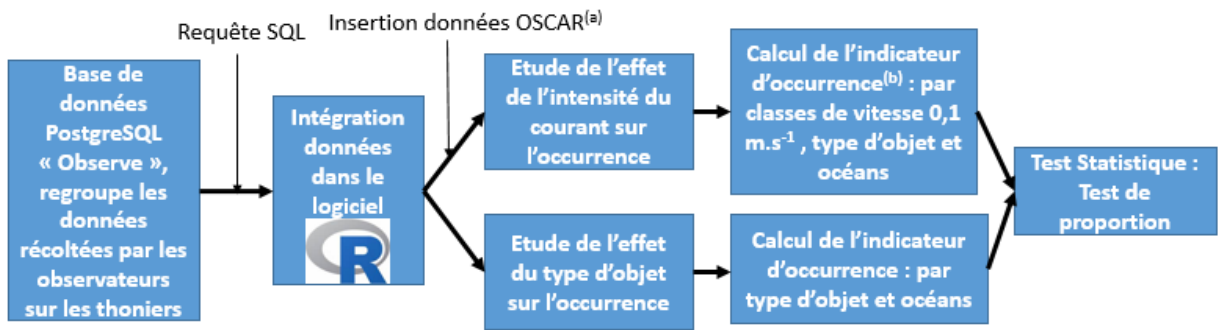 Requête SQL
Insertion données OSCAR(a)
Base de
données
PostgreSQL
« Observe »,
regroupe les
données
récoltées par les
observateurs
sur les thoniers
Intégration
données
dans le
logiciel
R
Etude de l'effet
de l'intensité du
courant sur
l'occurrence
Calcul de l'indicateur
d'occurrence(b) : par
classes de vitesse 0,1
m.s-1 , type d'objet et
océans
Etude de l'effet
du type d'objet
sur l'occurrence
Calcul de l'indicateur
d'occurrence : par
type d'objet et océans
Test Statistique :
Test de
proportion